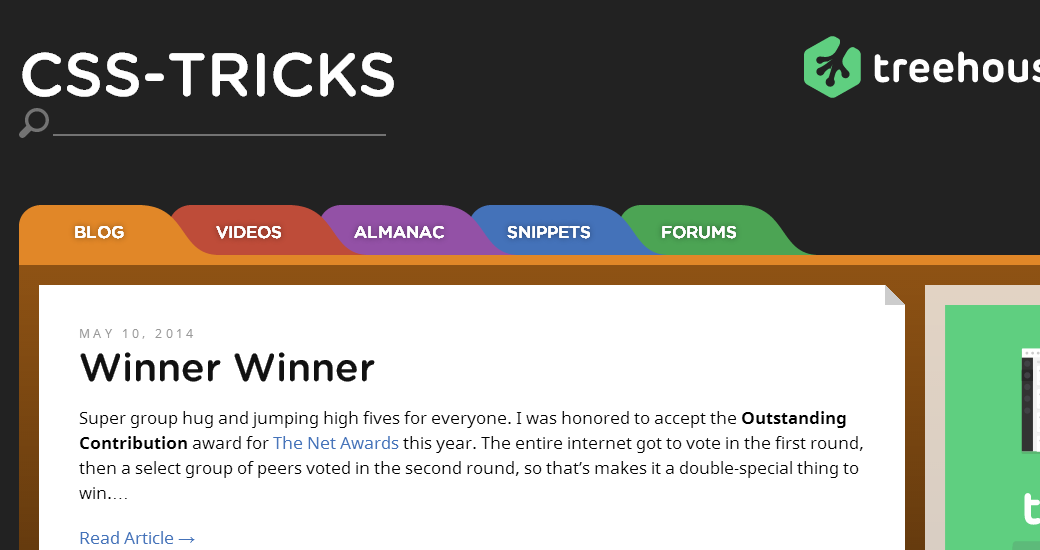 CSS-TRICKS
treehous
BLOG
VIDEOS
ALMANAC
SNIPPETS
FORUMS
MAY 10, 2014
Winner Winner
Super group hug and jumping high fives for everyone. I was honored to accept the Outstanding
Contribution award for The Net Awards this year. The entire internet got to vote in the first round,
then a select group of peers voted in the second round, so that's makes it a double-special thing to
win.…
Read Article →
t